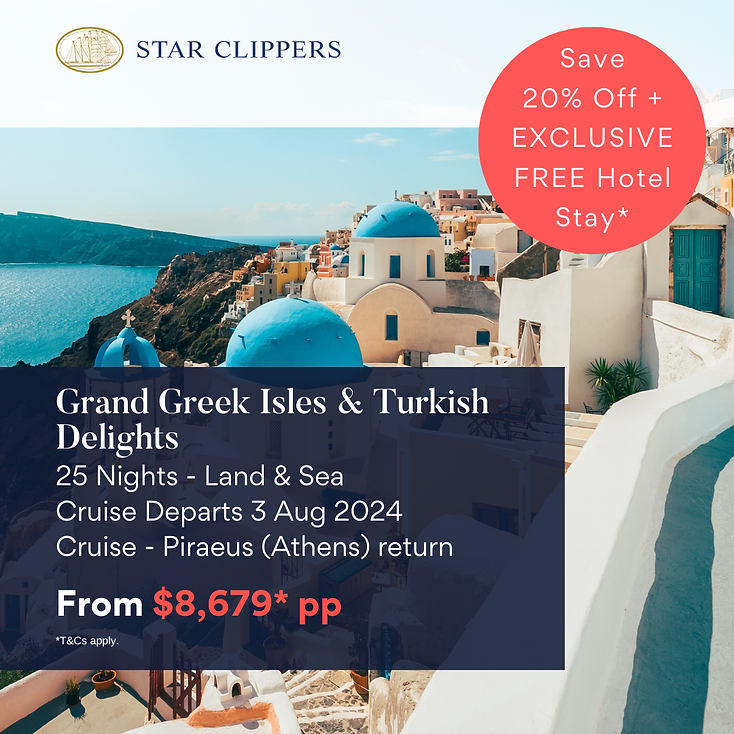 STAR CLIPPERS
Save
20% Off +
EXCLUSIVE
FREE Hotel
Stay*
Grand Greek Isles & Turkish
Delights
25 Nights - Land & Sea
Cruise Departs 3 Aug 2024
Cruise - Piraeus (Athens) return
From $8,679* pp
*T&Cs apply.